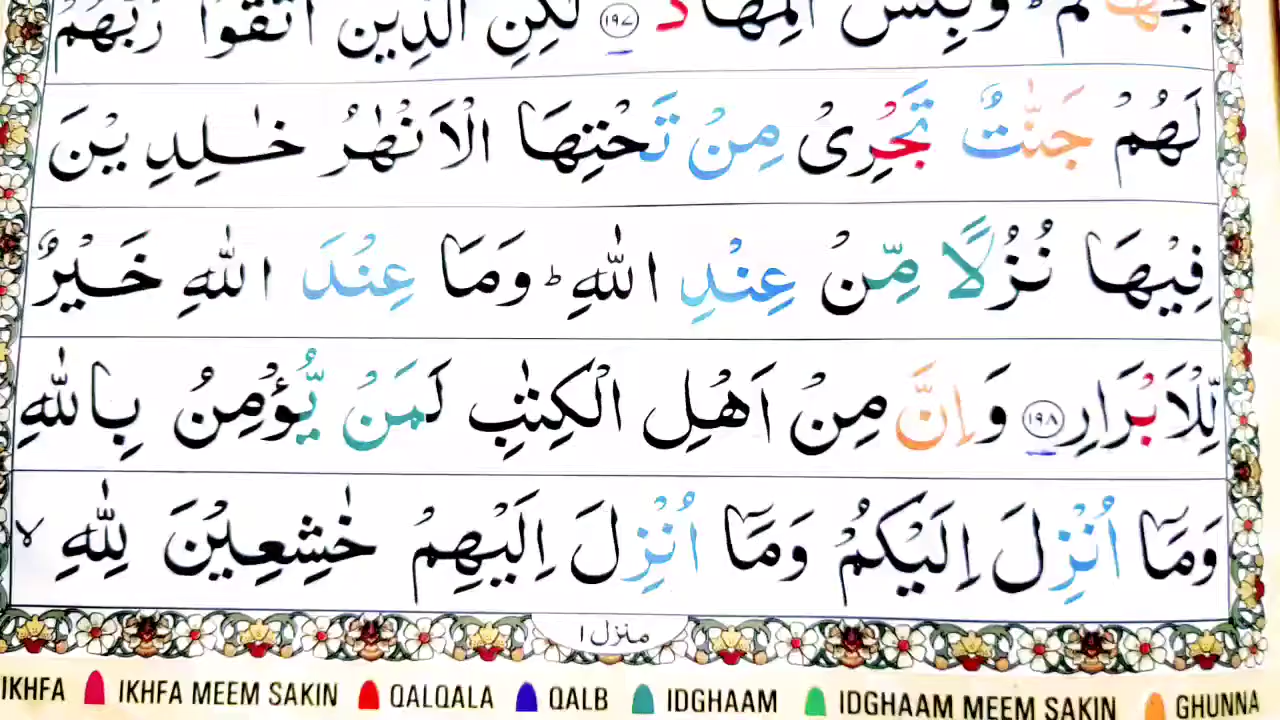 جَهَنَّمُ ؕ وَبِئْسَ الْمِهَادُ ﴿۱۹۷﴾ لٰكِنِ الَّذِيْنَ اتَّقَوْا رَبَّهُمْ
لَهُمْ جَنّٰتٌ تَجْرِىْ مِنْ تَحْتِهَا الْاَنْهٰرُ خٰلِدِيْنَ
فِيْهَا نُزُلًا مِّنْ عِنْدِ اللّٰهِ ؕ وَمَا عِنْدَ اللّٰهِ خَيْرٌ
لِّلْاَبْرَارِ ﴿۱۹۸﴾ وَاِنَّ مِنْ اَهْلِ الْكِتٰبِ لَمَنْ يُّؤْمِنُ بِاللّٰهِ
وَمَاۤ اُنْزِلَ اِلَيْكُمْ وَمَاۤ اُنْزِلَ اِلَيْهِمْ خٰشِعِيْنَ لِلّٰهِ ۙ
منزل ۱
IKHFA IKHFA MEEM SAKIN QALQALA QALB IDGHAAM IDGHAAM MEEM SAKIN GHUNNA